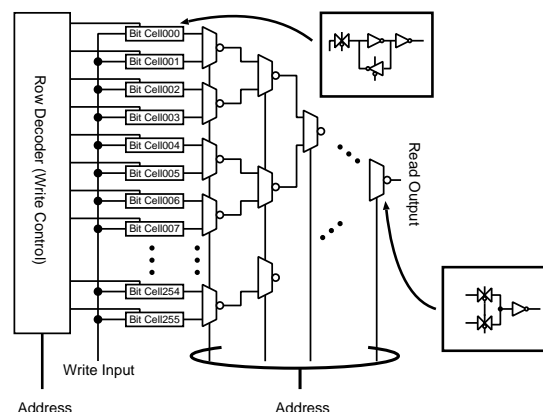 Row Decoder (Write Control)
Bit Cell000
Bit Cell001
Bit Cell002
Bit Cell003
Bit Cell004
Bit Cell005
Bit Cell006
Bit Cell007
Bit Cell254
Bit Cell255
Read Output
Write Input
Address
Address